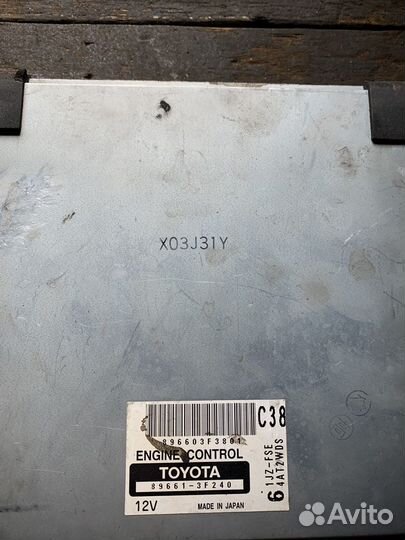 X03J31Y
C38
896603F3801
ENGINE CONTROL
TOYOTA
89661-3F240
12V MADE IN JAPAN
6 1JZ-FSE
4AT2WDS
Avito